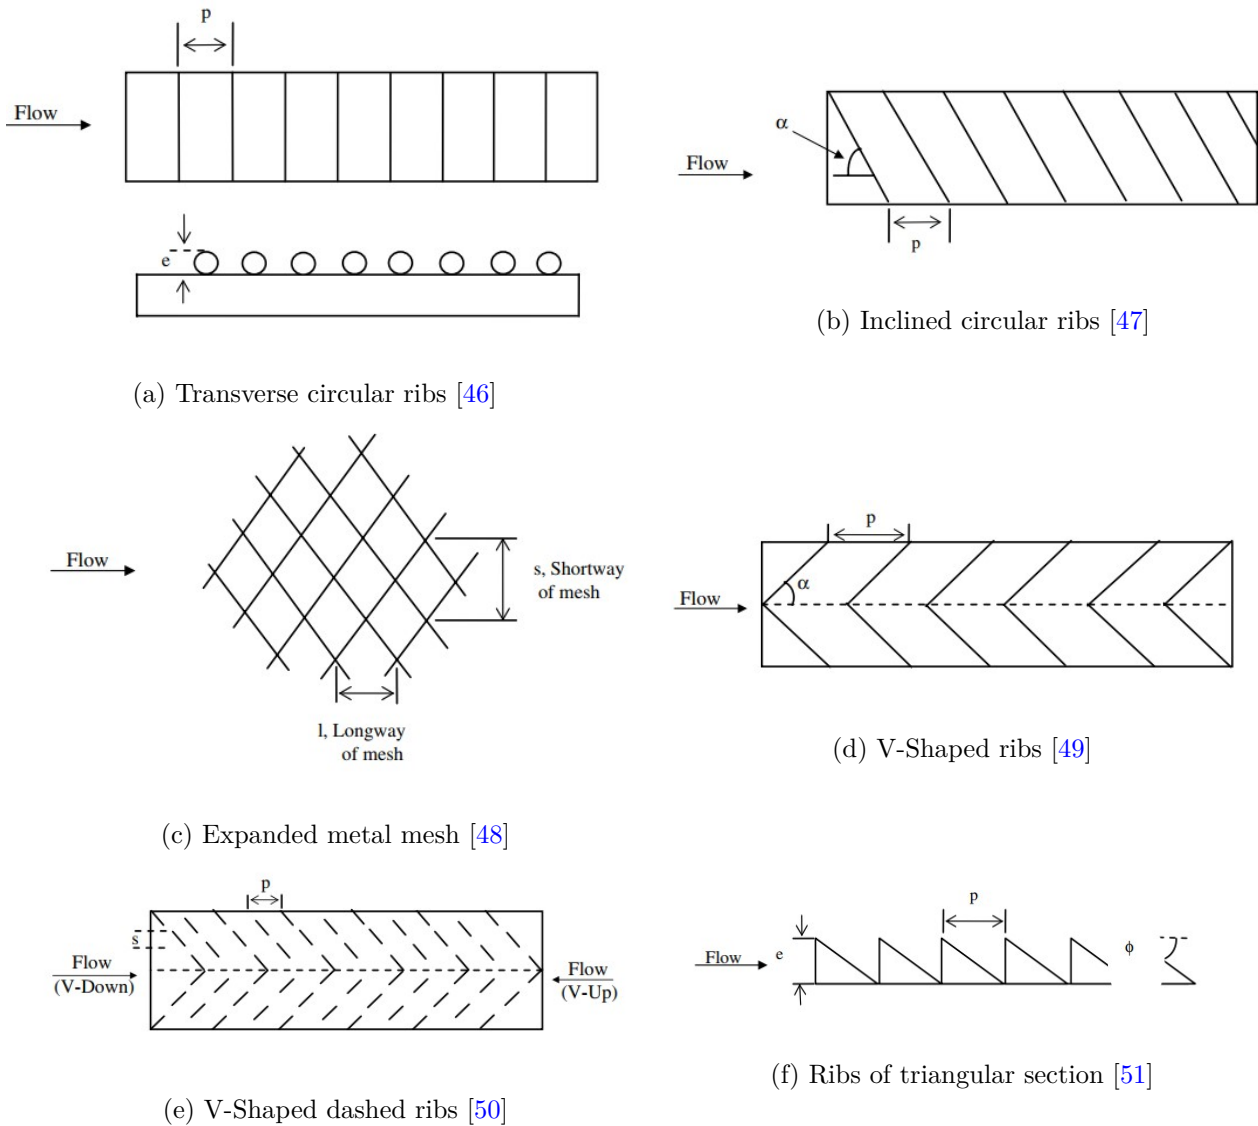 p
Flow
e
(a) Transverse circular ribs [46]
α
Flow
p
(b) Inclined circular ribs [47]
Flow
s, Shortway
of mesh
l, Longway
of mesh
(c) Expanded metal mesh [48]
p
α
Flow
(d) V-Shaped ribs [49]
p
s
Flow
(V-Down)
Flow
(V-Up)
(e) V-Shaped dashed ribs [50]
p
e
Flow
ϕ
(f) Ribs of triangular section [51]